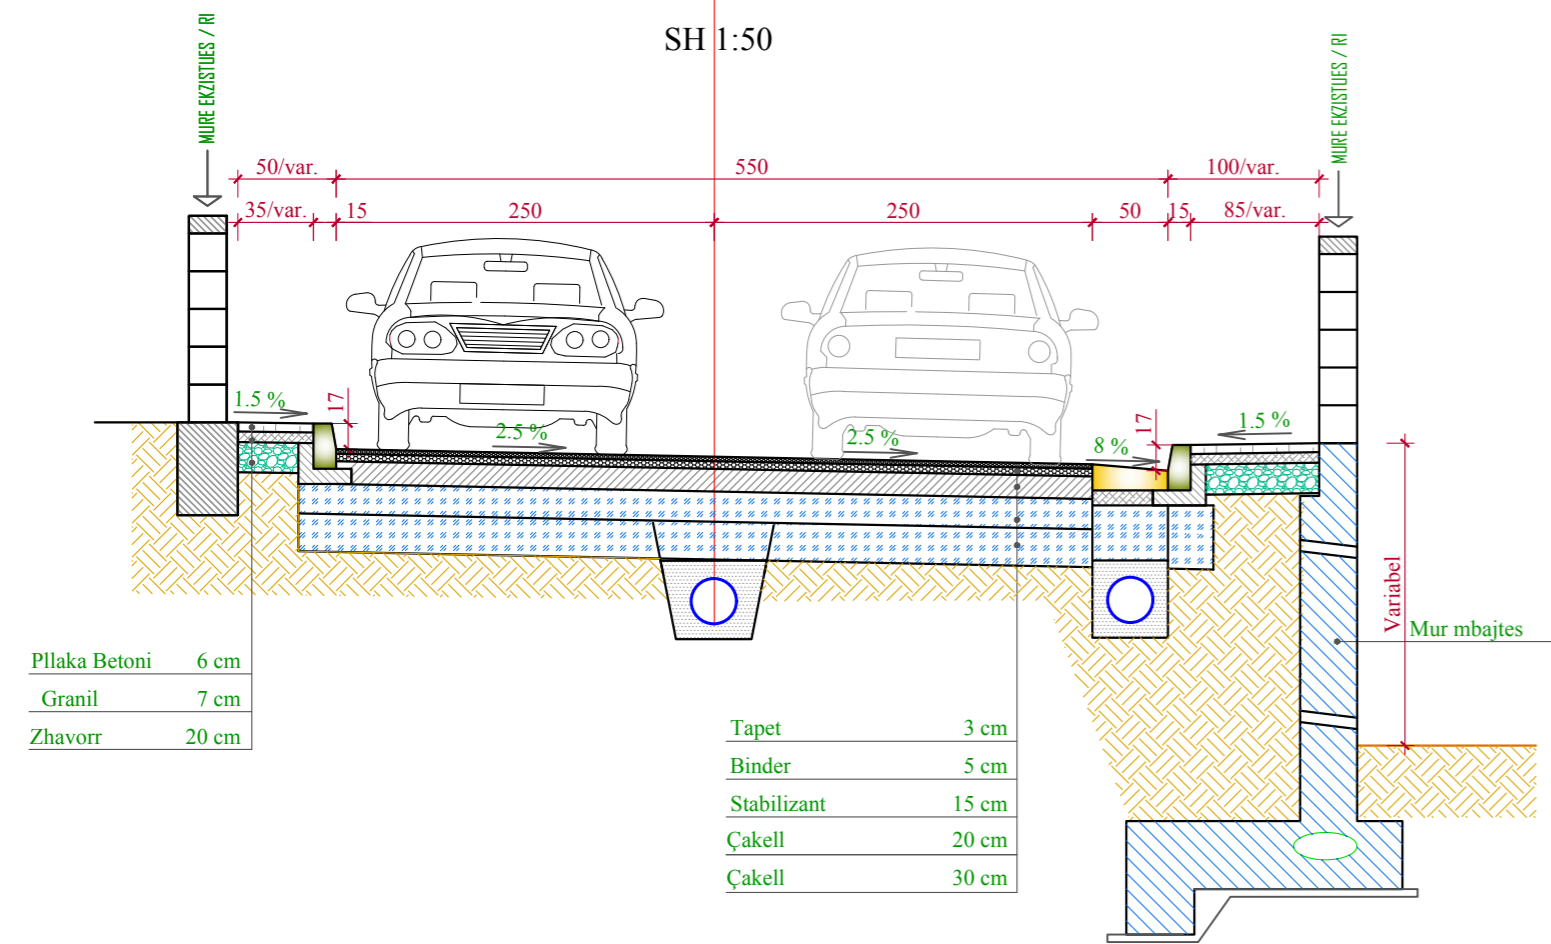 SH 1:50
MURE EKZISTUES / RI
MURE EKZISTUES / RI
50/var.
550
100/var.
35/var.
15
250
250
50
15
85/var.
1.5 %
17
2.5 %
2.5 %
8 %
17
1.5 %
Variabel
Mur mbajtes
Pllaka Betoni 6 cm
Granil 7 cm
Zhavorr 20 cm
Tapet 3 cm
Binder 5 cm
Stabilizant 15 cm
Çakell 20 cm
Çakell 30 cm